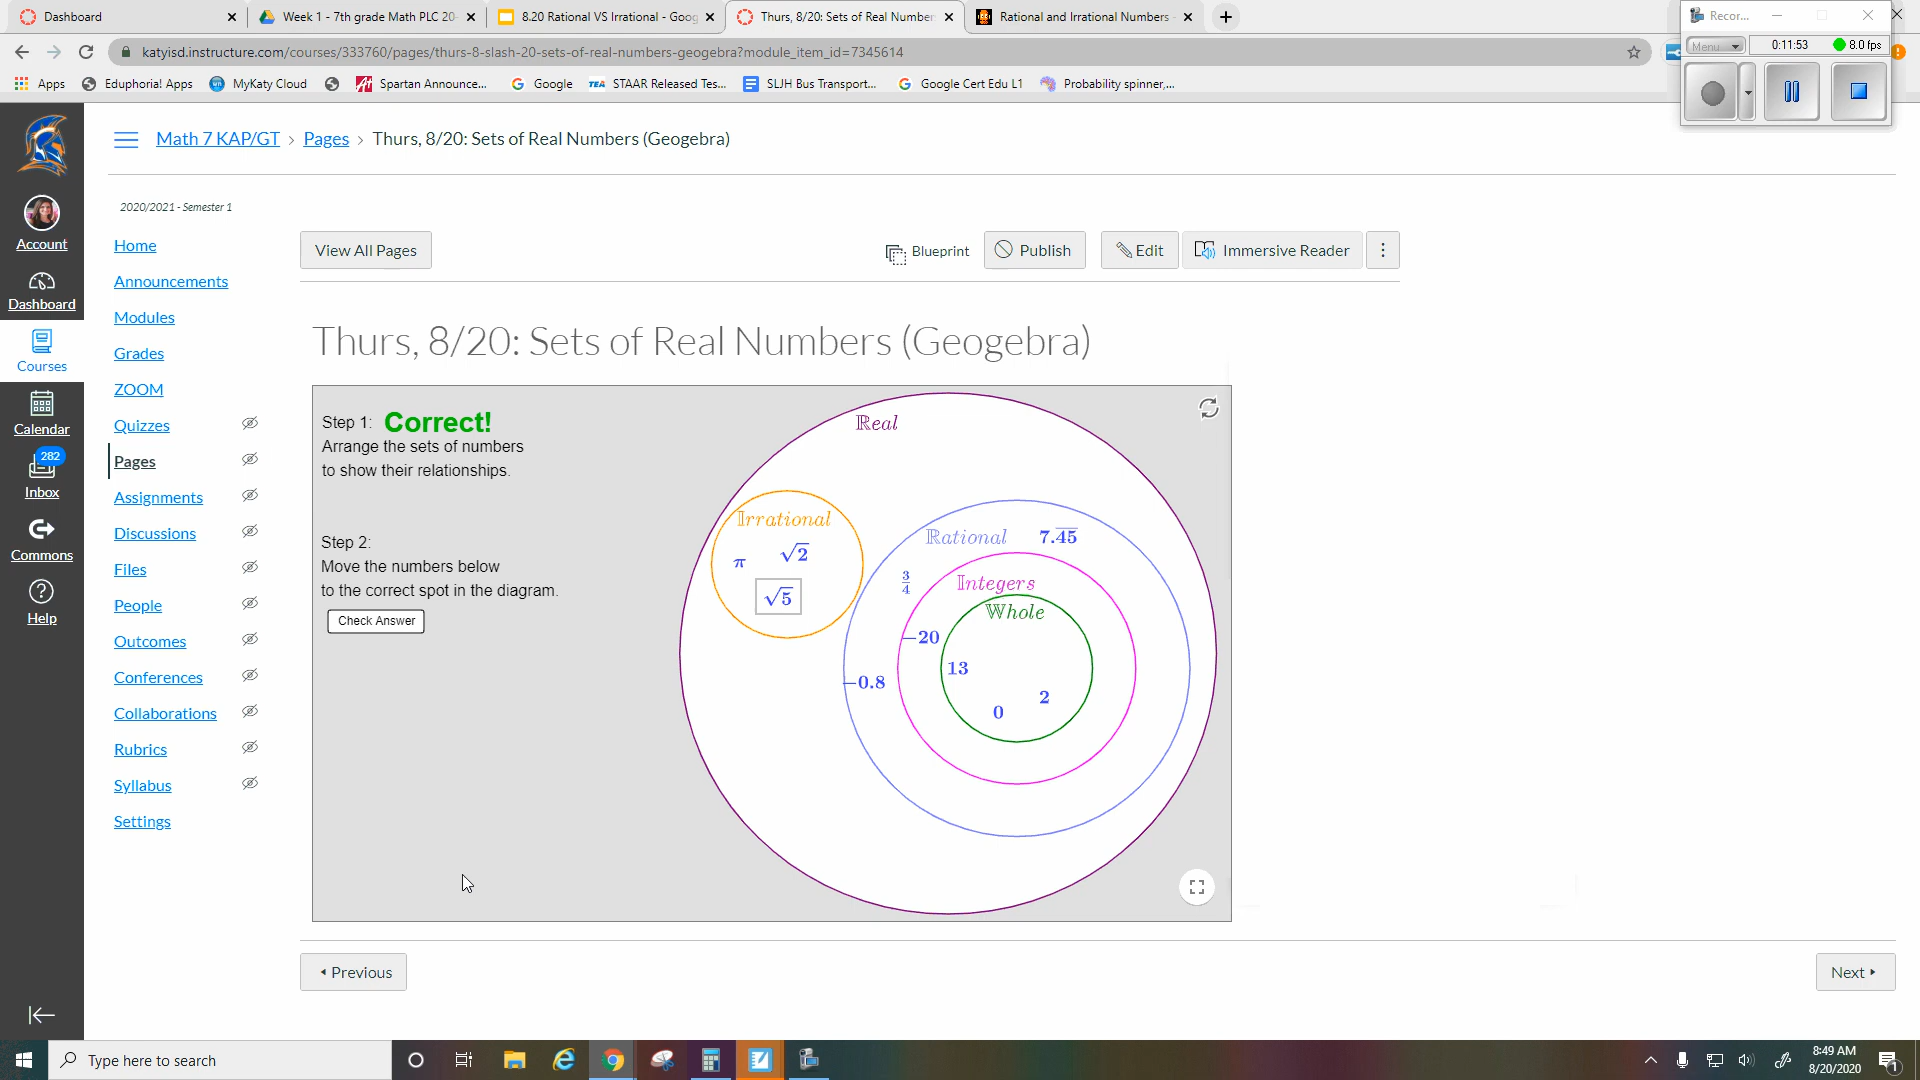 Dashboard
Week 1 - 7th grade Math PLC 20
8.20 Rational VS Irrational - Goog
Thurs, 8/20: Sets of Real Number
Rational and Irrational Numbers
Recor...
Menu
0:11:53
8.0 fps
katyisd.instructure.com/courses/333760/pages/thurs-8-slash-20-sets-of-real-numbers-geogebra?module_item_id=7345614
Apps
Eduphoria! Apps
MyKaty Cloud
Spartan Announce...
Google
TEA
STAAR Released Tes...
SLJH Bus Transport...
Google Cert Edu L1
Probability spinner,...
Math 7 KAP/GT > Pages > Thurs, 8/20: Sets of Real Numbers (Geogebra)
2020/2021 - Semester 1
Account
Dashboard
Courses
Calendar
282
Inbox
Commons
Help
Home
Announcements
Modules
Grades
ZOOM
Quizzes
Pages
Assignments
Discussions
Files
People
Outcomes
Conferences
Collaborations
Rubrics
Syllabus
Settings
View All Pages
Blueprint
Publish
Edit
Immersive Reader
Thurs, 8/20: Sets of Real Numbers (Geogebra)
Step 1: Correct!
Arrange the sets of numbers
to show their relationships.
Step 2:
Move the numbers below
to the correct spot in the diagram.
Check Answer
ℝeal
𝕀rrational
π
√2
√5
ℝational
7.4̅5̅
3/4
𝕀ntegers
𝕎hole
−20
13
−0.8
0
2
Previous
Next
Type here to search
8:49 AM
8/20/2020
1